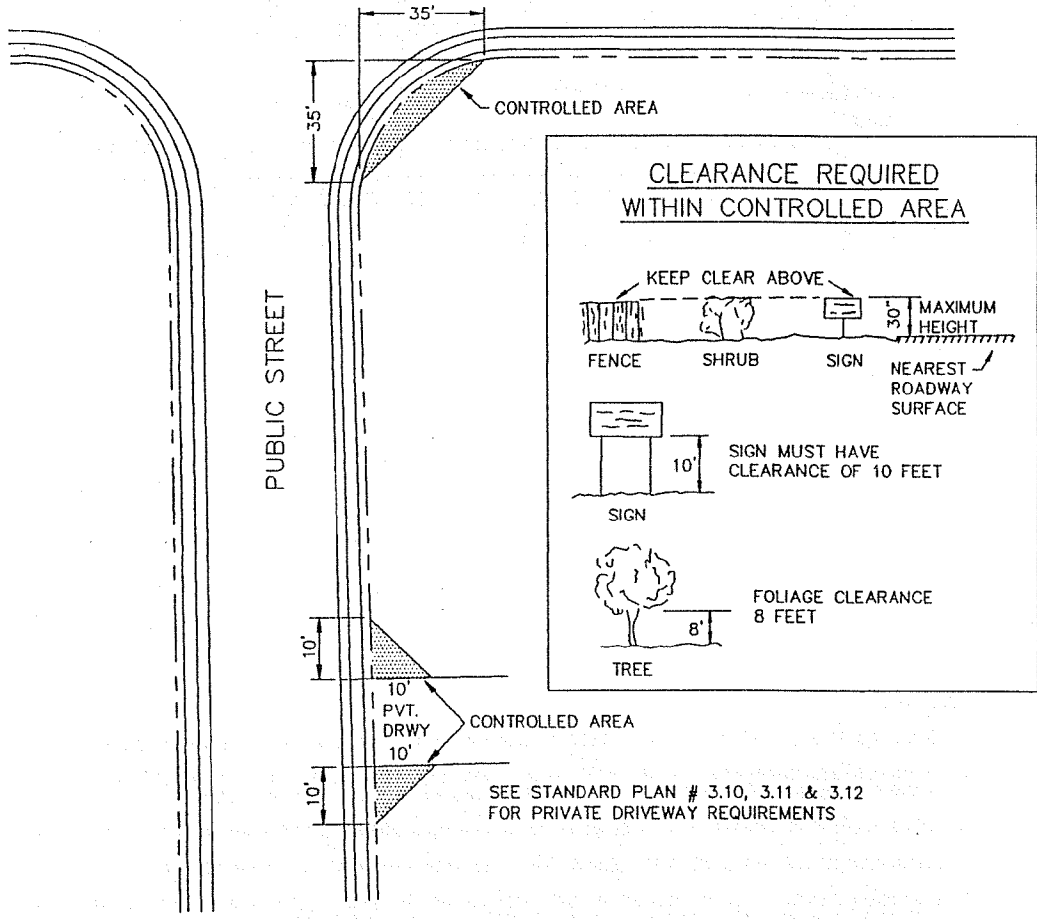 35'
35'
CONTROLLED AREA
CLEARANCE REQUIRED
WITHIN CONTROLLED AREA
KEEP CLEAR ABOVE
30"
MAXIMUM
HEIGHT
FENCE
SHRUB
SIGN
NEAREST
ROADWAY
SURFACE
PUBLIC STREET
10'
SIGN MUST HAVE
CLEARANCE OF 10 FEET
SIGN
FOLIAGE CLEARANCE
8 FEET
8'
TREE
10'
10'
PVT.
DRWY
10'
CONTROLLED AREA
10'
SEE STANDARD PLAN # 3.10, 3.11 & 3.12
FOR PRIVATE DRIVEWAY REQUIREMENTS